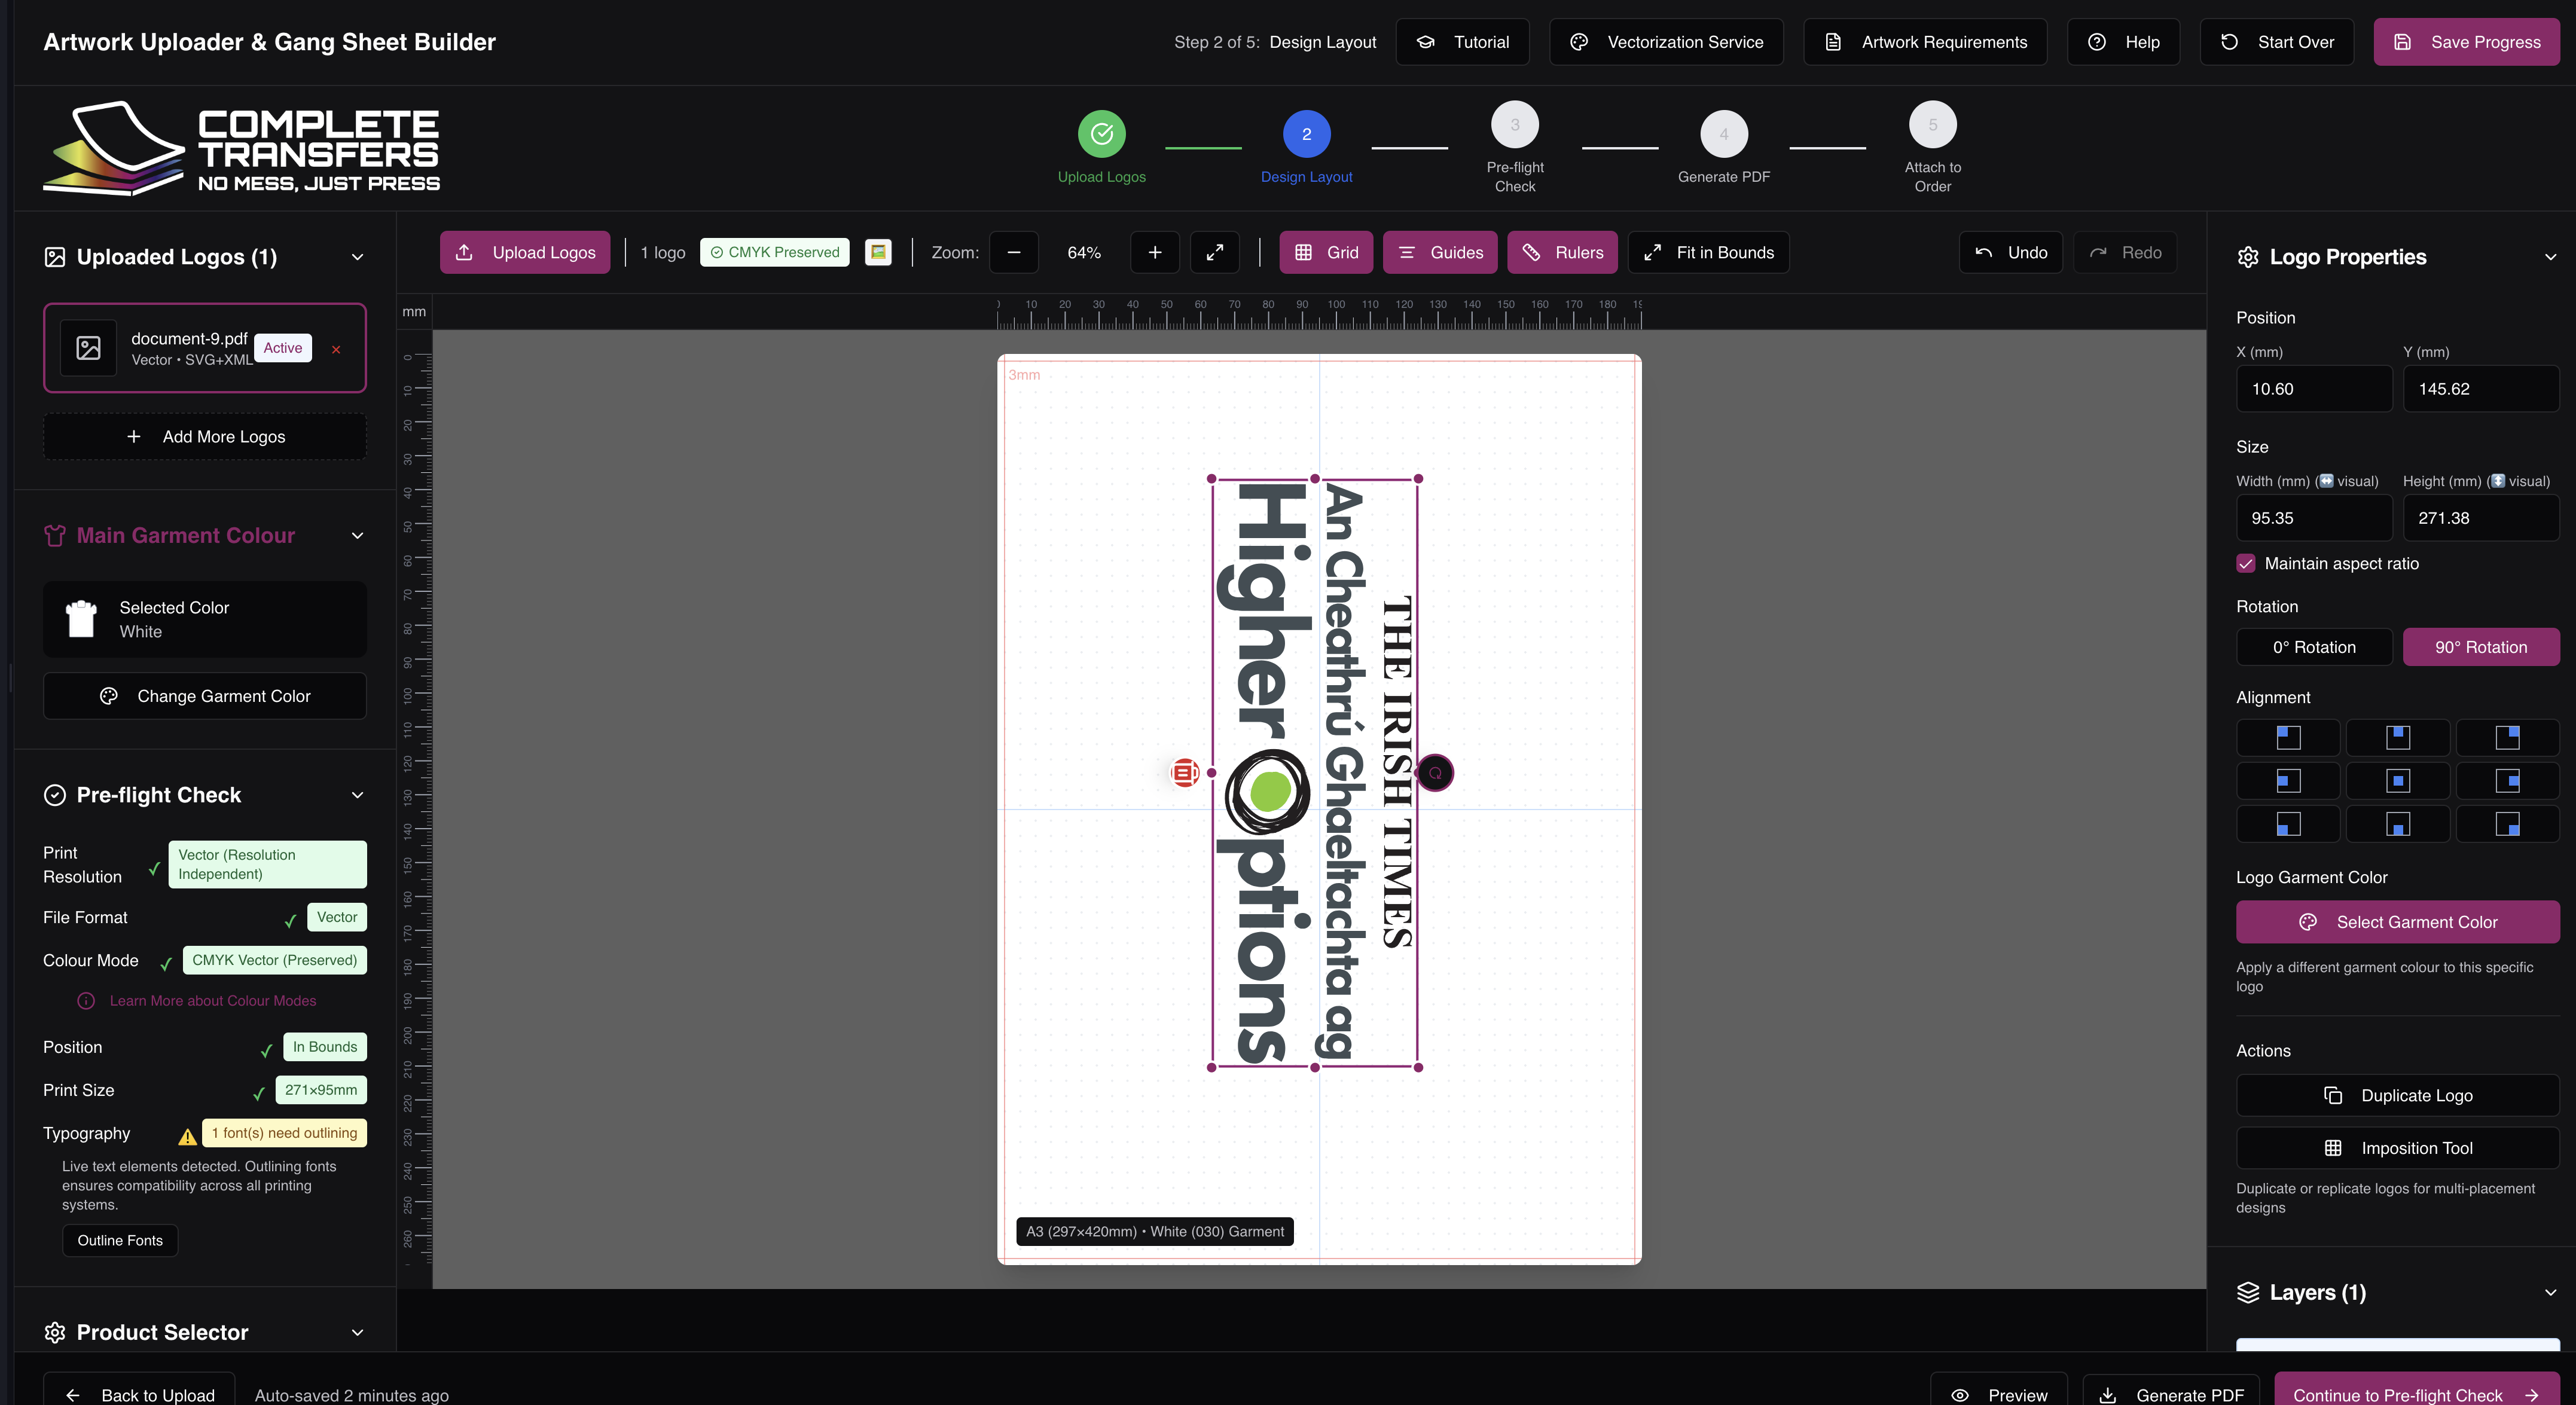 Artwork Uploader & Gang Sheet Builder
Step 2 of 5: Design Layout
Tutorial
Vectorization Service
Artwork Requirements
Help
Start Over
Save Progress
COMPLETE
TRANSFERS
NO MESS, JUST PRESS
Upload Logos
2
Design Layout
3
Pre-flight
Check
4
Generate PDF
5
Attach to
Order
Uploaded Logos (1)
document-9.pdf
Vector • SVG+XML
Active
×
Add More Logos
Main Garment Colour
Selected Color
White
Change Garment Color
Pre-flight Check
Print
Resolution
Vector (Resolution
Independent)
File Format
Vector
Colour Mode
CMYK Vector (Preserved)
Learn More about Colour Modes
Position
In Bounds
Print Size
271×95mm
Typography
1 font(s) need outlining
Live text elements detected. Outlining fonts
ensures compatibility across all printing
systems.
Outline Fonts
Product Selector
Upload Logos
1 logo
CMYK Preserved
Zoom:
64%
Grid
Guides
Rulers
Fit in Bounds
Undo
Redo
mm
10 20 30 40 50 60 70 80 90 100 110 120 130 140 150 160 170 180
0
10
20
30
40
50
60
70
80
90
100
110
120
130
140
150
160
170
180
190
200
210
220
230
240
250
260
3mm
THE IRISH TIMES
An Cheathrú Ghaeltachta ag
Higher Options
A3 (297×420mm) • White (030) Garment
Logo Properties
Position
X (mm)
Y (mm)
10.60
145.62
Size
Width (mm) (↔ visual)
Height (mm) (↕ visual)
95.35
271.38
Maintain aspect ratio
Rotation
0° Rotation
90° Rotation
Alignment
Logo Garment Color
Select Garment Color
Apply a different garment colour to this specific
logo
Actions
Duplicate Logo
Imposition Tool
Duplicate or replicate logos for multi-placement
designs
Layers (1)
Back to Upload
Auto-saved 2 minutes ago
Preview
Generate PDF
Continue to Pre-flight Check